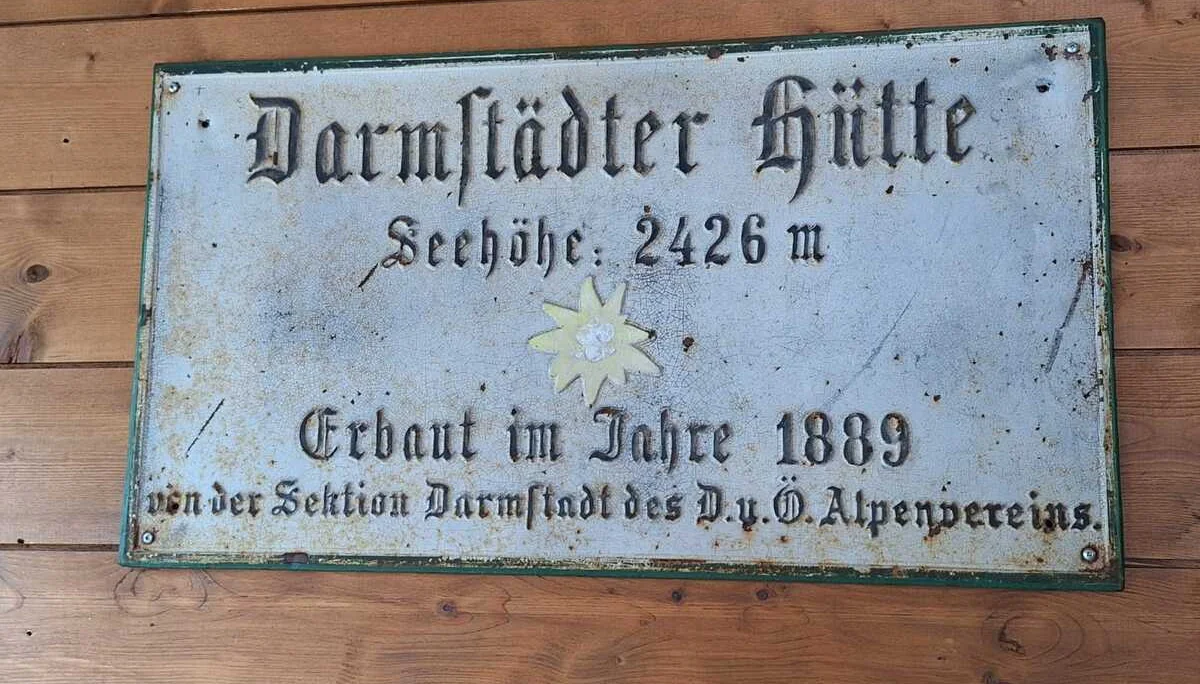 Darmſtädter Hütte
Seehöhe: 2426 m
Erbaut im Jahre 1889
von der Sektion Darmſtadt des D.u.Ö. Alpenvereins.